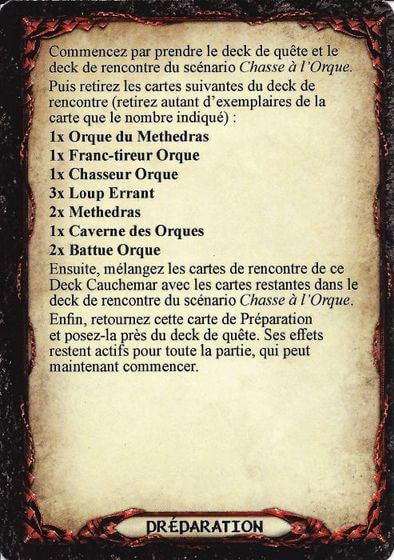 Commencez par prendre le deck de quête et le
deck de rencontre du scénario Chasse à l'Orque.
Puis retirez les cartes suivantes du deck de
rencontre (retirez autant d'exemplaires de la
carte que le nombre indiqué) :
1x Orque du Methedras
1x Franc-tireur Orque
1x Chasseur Orque
3x Loup Errant
2x Methedras
1x Caverne des Orques
2x Battue Orque
Ensuite, mélangez les cartes de rencontre de ce
Deck Cauchemar avec les cartes restantes dans le
deck de rencontre du scénario Chasse à l'Orque.
Enfin, retournez cette carte de Préparation
et posez-la près du deck de quête. Ses effets
restent actifs pour toute la partie, qui peut
maintenant commencer.
PRÉPARATION